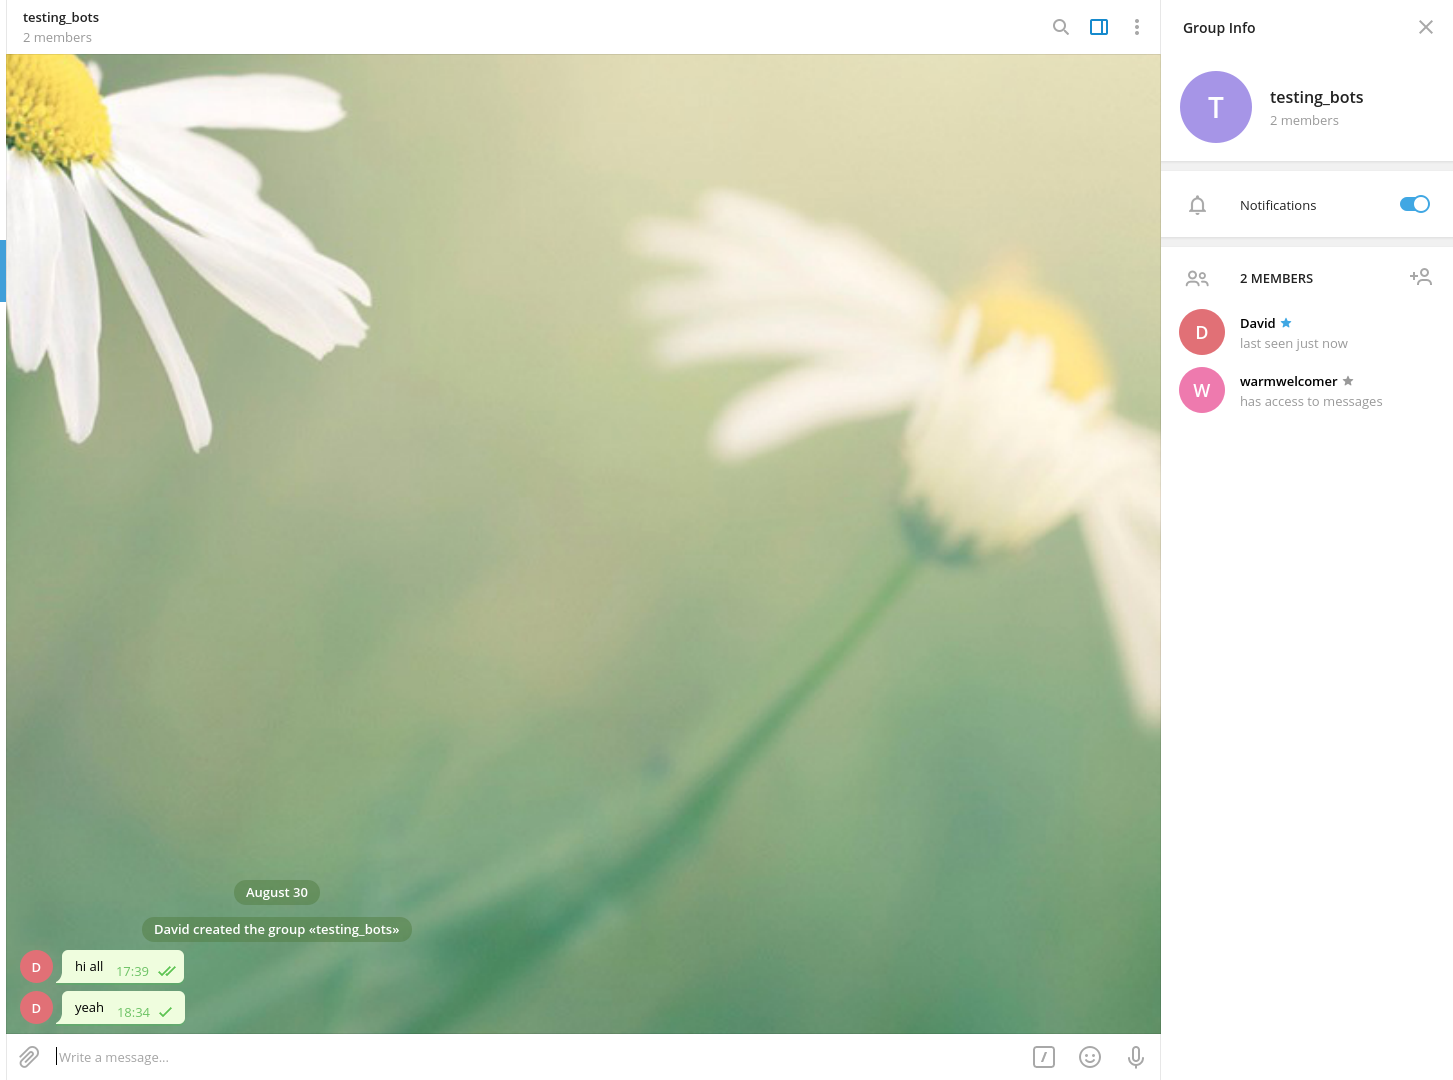 testing_bots
2 members
August 30
David created the group «testing_bots»
D
hi all 17:39
D
yeah 18:34
Write a message...
Group Info
T
testing_bots
2 members
Notifications
2 MEMBERS
D
David
last seen just now
W
warmwelcomer
has access to messages